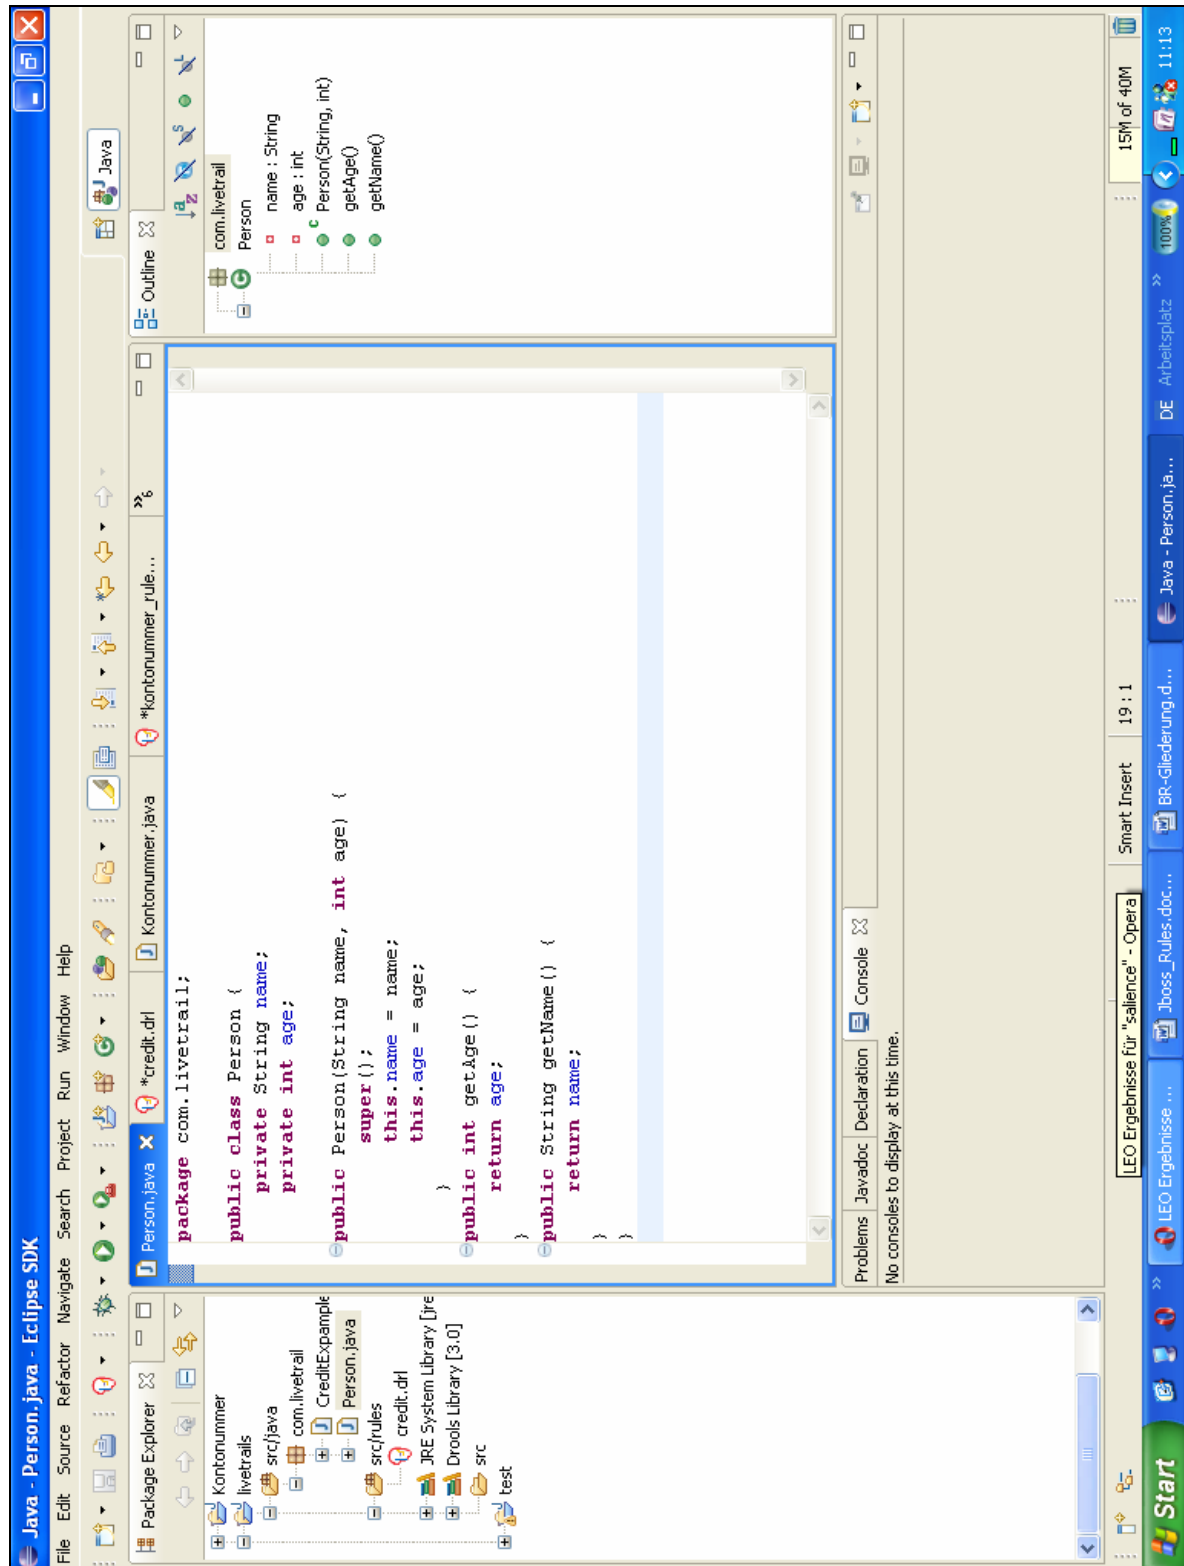 Java - Person.java - Eclipse SDK
File Edit Source Refactor Navigate Search Project Run Window Help
Java
Package Explorer
Kontonummer
livetrails
src/java
com.livetrail
CreditExpample
Person.java
src/rules
credit.drl
JRE System Library [jre
Drools Library [3.0]
src
test
Person.java
*credit.drl
Kontonummer.java
*kontonummer_rule...
»6
package com.livetrail;
public class Person {
private String name;
private int age;
public Person(String name, int age) {
super();
this.name = name;
this.age = age;
}
public int getAge() {
return age;
}
public String getName() {
return name;
}
}
Outline
com.livetrail
Person
name : String
age : int
Person(String, int)
getAge()
getName()
Problems Javadoc Declaration Console
No consoles to display at this time.
LEO Ergebnisse für "salience" - Opera
Smart Insert
19 : 1
15M of 40M
Start
LEO Ergebnisse ...
Jboss_Rules.doc...
BR-Gliederung.d...
Java - Person.ja...
DE
Arbeitsplatz
100%
11:13